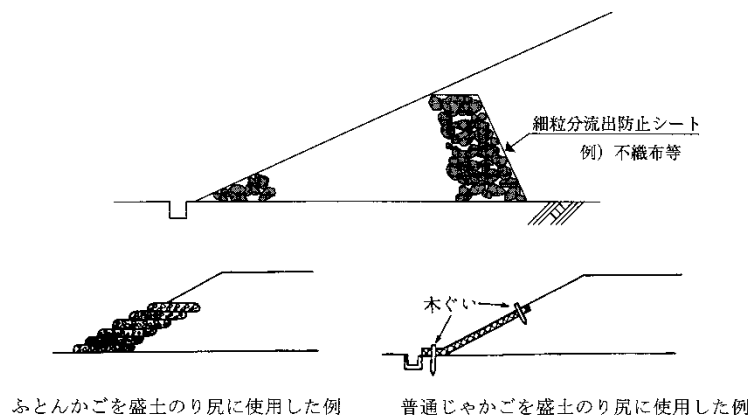 細粒分流出防止シート
例）不織布等
木ぐい
ふとんかごを盛土のり尻に使用した例
普通じゃかごを盛土のり尻に使用した例